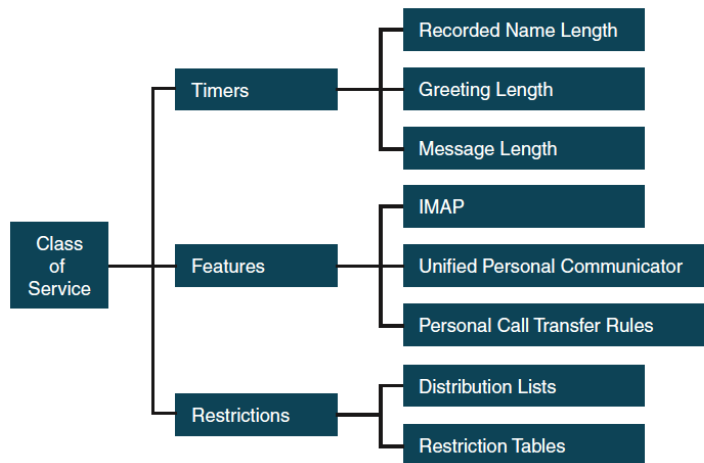 Class
of
Service
Timers
Recorded Name Length
Greeting Length
Message Length
Features
IMAP
Unified Personal Communicator
Personal Call Transfer Rules
Restrictions
Distribution Lists
Restriction Tables